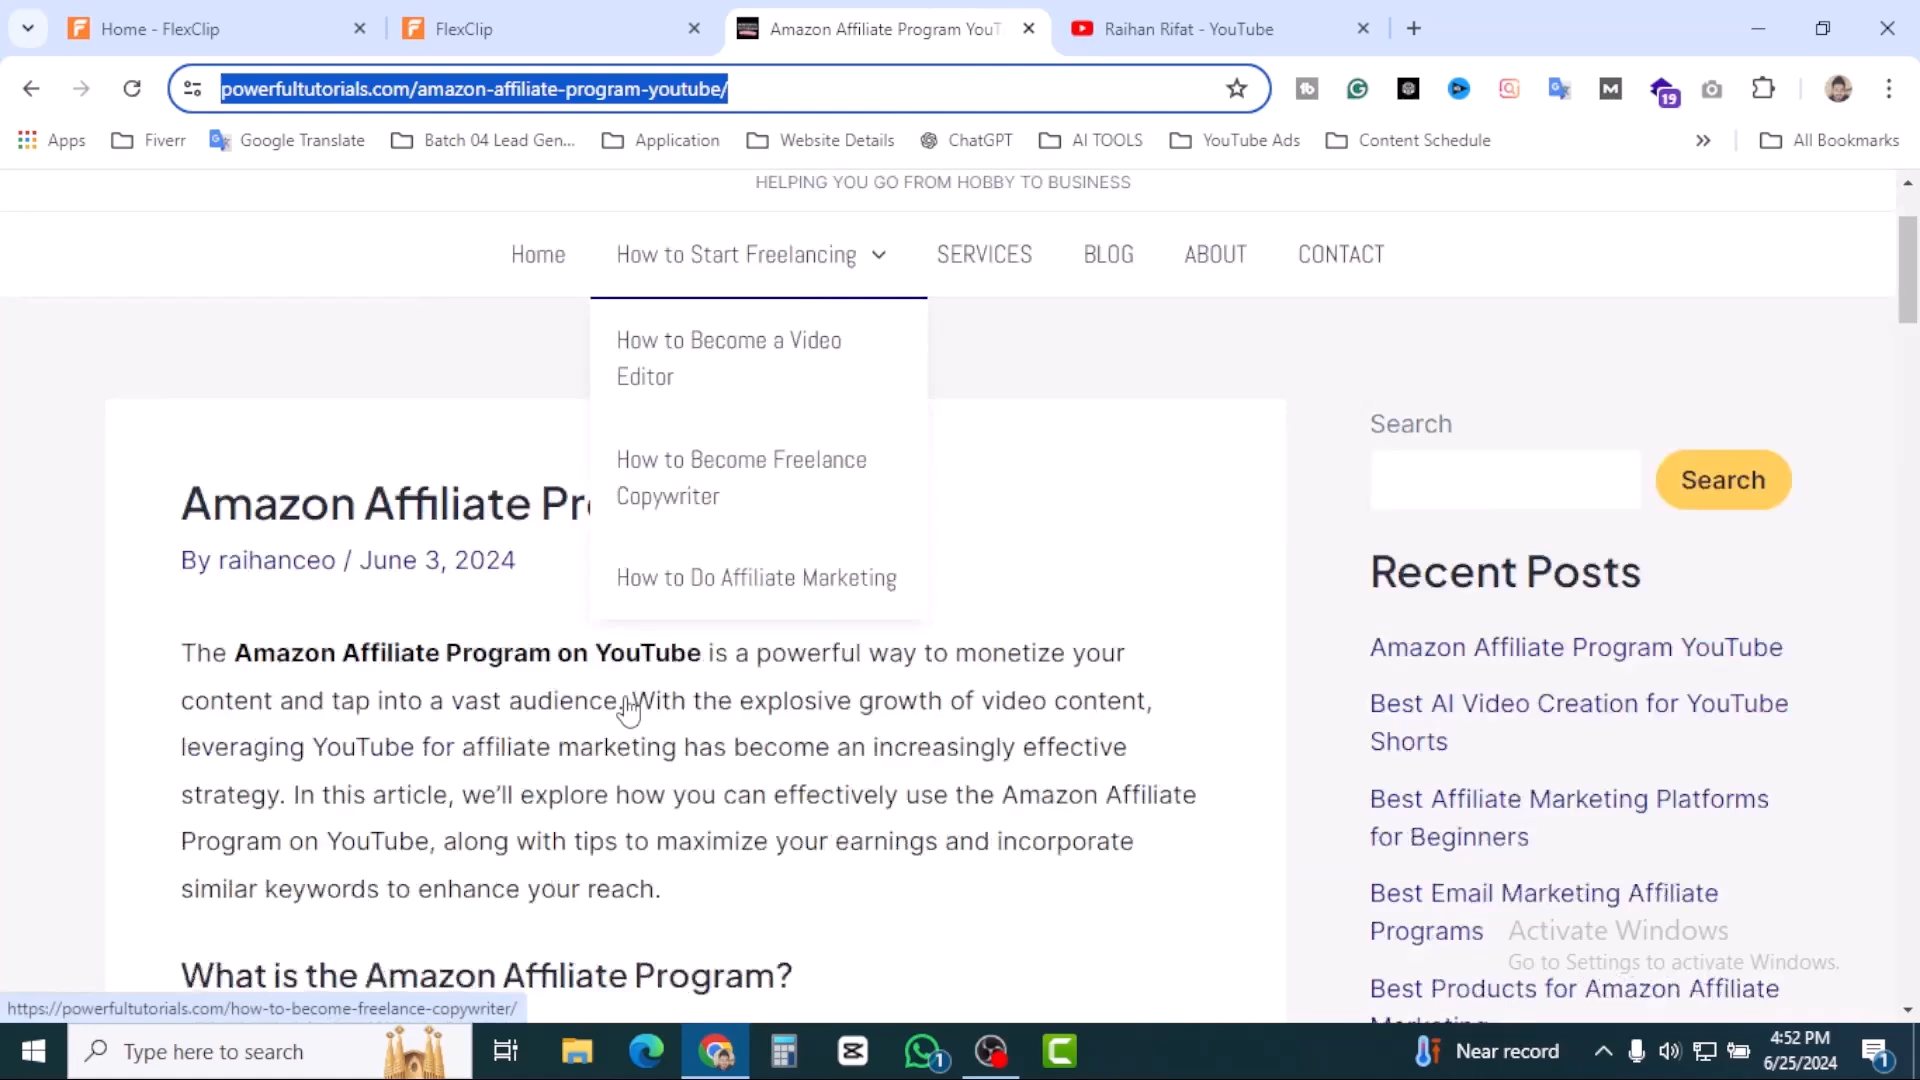 Home - FlexClip
FlexClip
Amazon Affiliate Program YouT
Raihan Rifat - YouTube
powerfultutorials.com/amazon-affiliate-program-youtube/
19
Apps
Fiverr
Google Translate
Batch 04 Lead Gen...
Application
Website Details
ChatGPT
AI TOOLS
YouTube Ads
Content Schedule
All Bookmarks
HELPING YOU GO FROM HOBBY TO BUSINESS
Home
How to Start Freelancing
SERVICES
BLOG
ABOUT
CONTACT
How to Become a Video
Editor
How to Become Freelance
Copywriter
How to Do Affiliate Marketing
Amazon Affiliate Pr
By raihanceo / June 3, 2024
The Amazon Affiliate Program on YouTube is a powerful way to monetize your
content and tap into a vast audience. With the explosive growth of video content,
leveraging YouTube for affiliate marketing has become an increasingly effective
strategy. In this article, we'll explore how you can effectively use the Amazon Affiliate
Program on YouTube, along with tips to maximize your earnings and incorporate
similar keywords to enhance your reach.
What is the Amazon Affiliate Program?
Search
Search
Recent Posts
Amazon Affiliate Program YouTube
Best AI Video Creation for YouTube
Shorts
Best Affiliate Marketing Platforms
for Beginners
Best Email Marketing Affiliate
Programs
Activate Windows
Go to Settings to activate Windows.
Best Products for Amazon Affiliate
Marketing
https://powerfultutorials.com/how-to-become-freelance-copywriter/
Type here to search
1
Near record
4:52 PM
6/25/2024
1